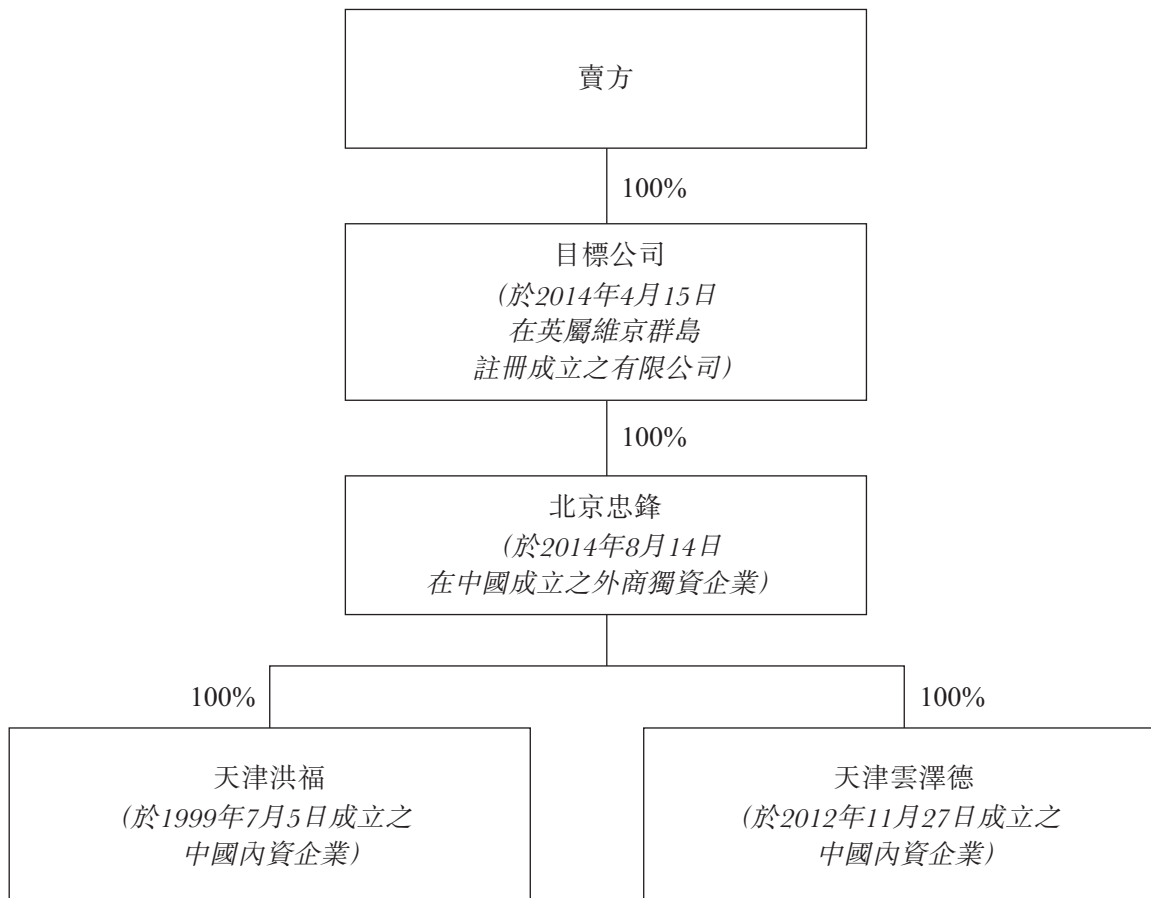 賣方
100%
目標公司
(於2014年4月15日
在英屬維京群島
註冊成立之有限公司)
100%
北京忠鋒
(於2014年8月14日
在中國成立之外商獨資企業)
100%
100%
天津洪福
(於1999年7月5日成立之
中國內資企業)
天津雲澤德
(於2012年11月27日成立之
中國內資企業)